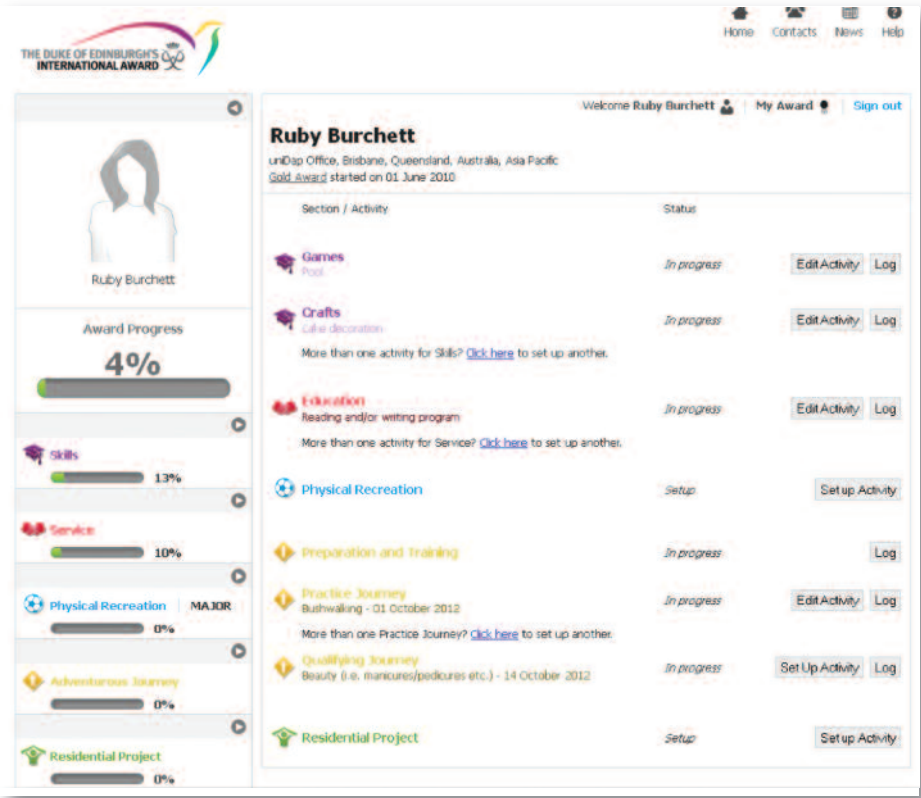 Home Contacts News Help
THE DUKE OF EDINBURGH'S
INTERNATIONAL AWARD
Welcome Ruby Burchett My Award Sign out
Ruby Burchett
uniDap Office, Brisbane, Queensland, Australia, Asia Pacific
Gold Award started on 01 June 2010
Section / Activity Status
Games In progress Edit Activity Log
Pool
Crafts In progress Edit Activity Log
Cake decoration
More than one activity for Skills? Click here to set up another.
Education In progress Edit Activity Log
Reading and/or writing program
More than one activity for Service? Click here to set up another.
Physical Recreation Setup Set up Activity
Preparation and Training In progress Log
Practice Journey In progress Edit Activity Log
Bushwalking - 01 October 2012
More than one Practice Journey? Click here to set up another.
Qualifying Journey In progress Set Up Activity Log
Beauty (i.e. manicures/pedicures etc.) - 14 October 2012
Residential Project Setup Set up Activity
Ruby Burchett
Award Progress
4%
Skills
13%
Service
10%
Physical Recreation MAJOR
0%
Adventurous Journey
0%
Residential Project
0%